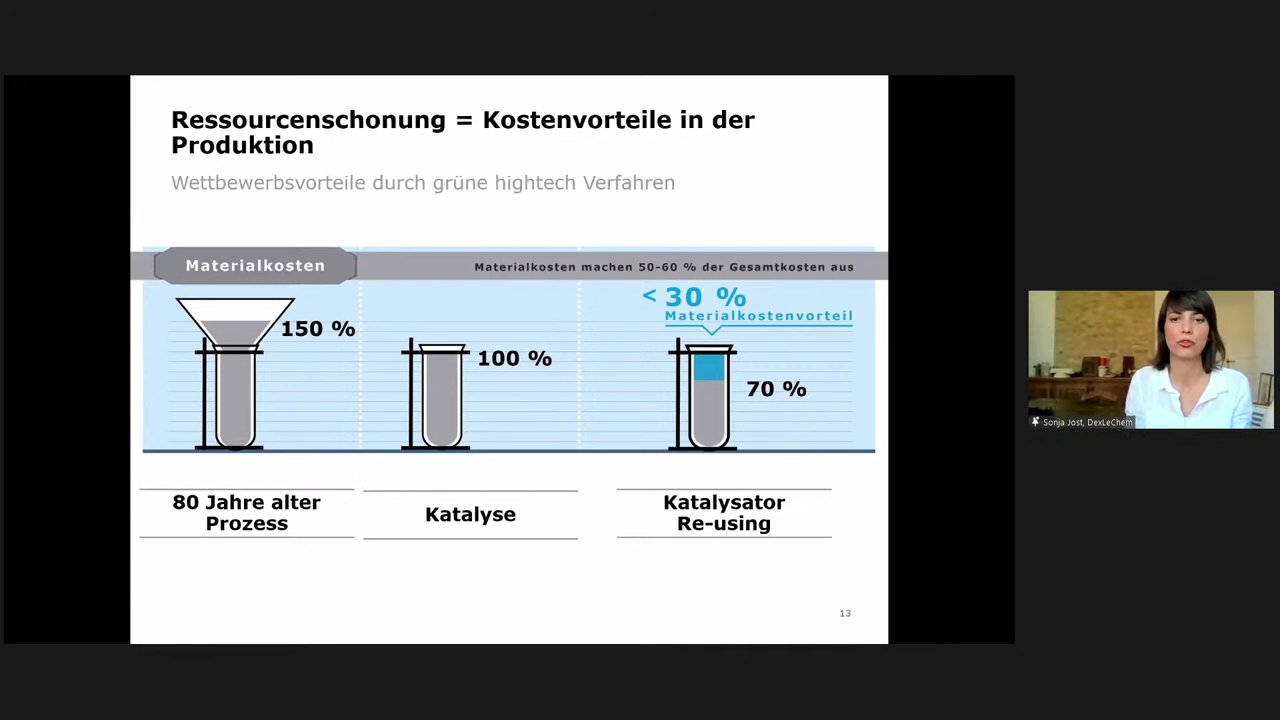 Ressourcenschonung = Kostenvorteile in der
Produktion
Wettbewerbsvorteile durch grüne hightech Verfahren
Materialkosten
Materialkosten machen 50-60 % der Gesamtkosten aus
< 30 %
Materialkostenvorteil
150 %
100 %
70 %
80 Jahre alter
Prozess
Katalyse
Katalysator
Re-using
13
Sonja Jost, DexLeChem